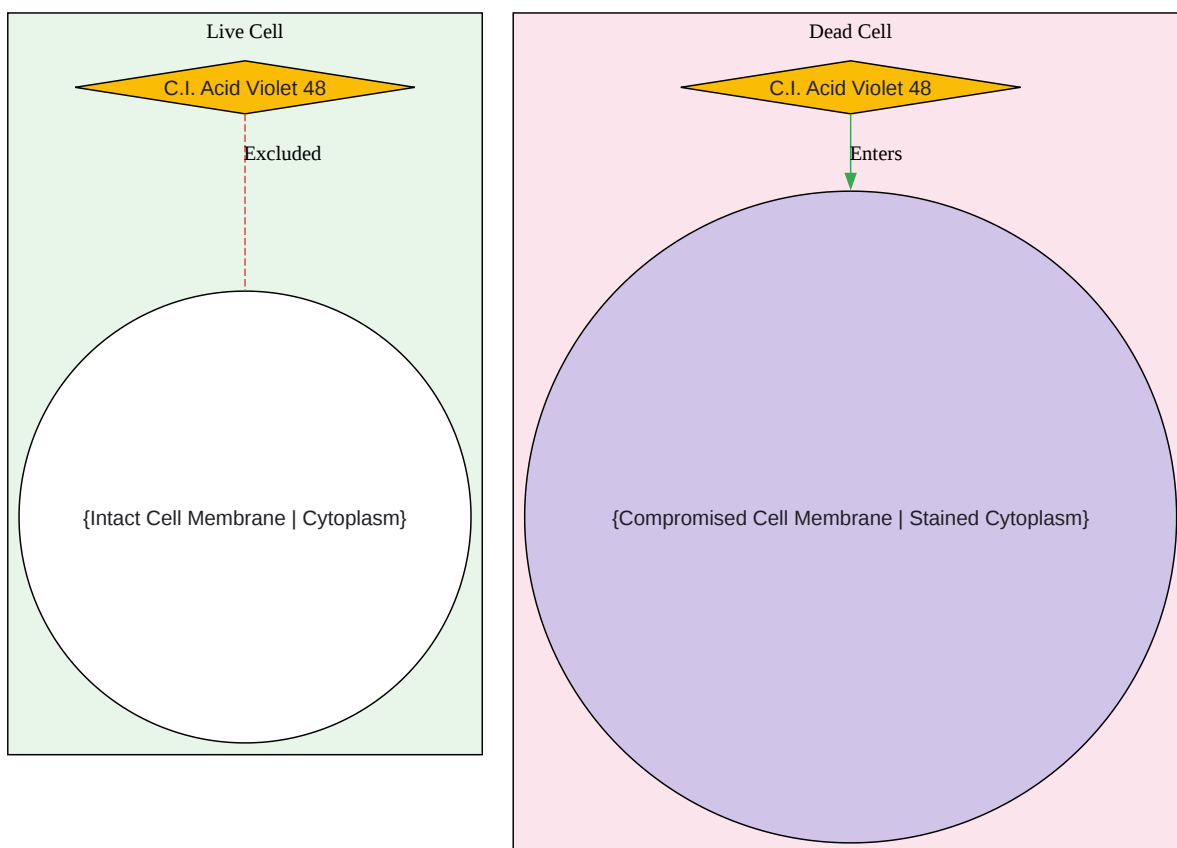 Live Cell
C.I. Acid Violet 48
Excluded
{Intact Cell Membrane | Cytoplasm}
Dead Cell
C.I. Acid Violet 48
Enters
{Compromised Cell Membrane | Stained Cytoplasm}